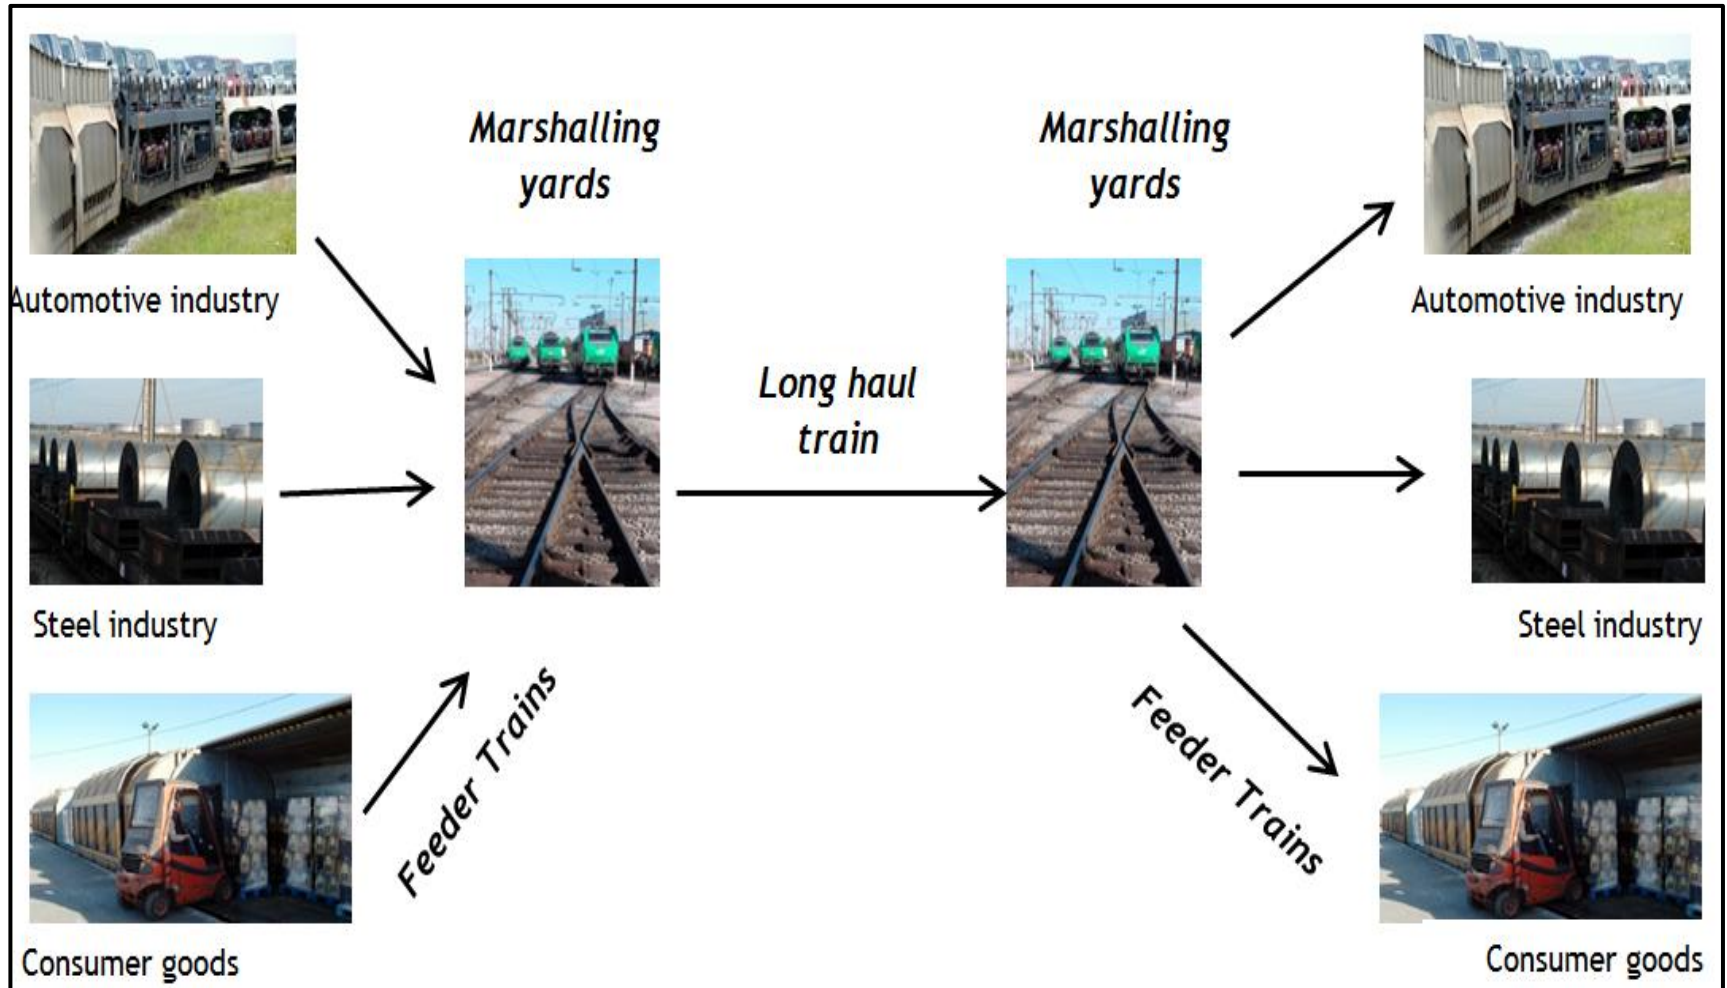 Marshalling
yards
Marshalling
yards
Automotive industry
Automotive industry
Long haul
train
Steel industry
Steel industry
Feeder Trains
Feeder Trains
Consumer goods
Consumer goods